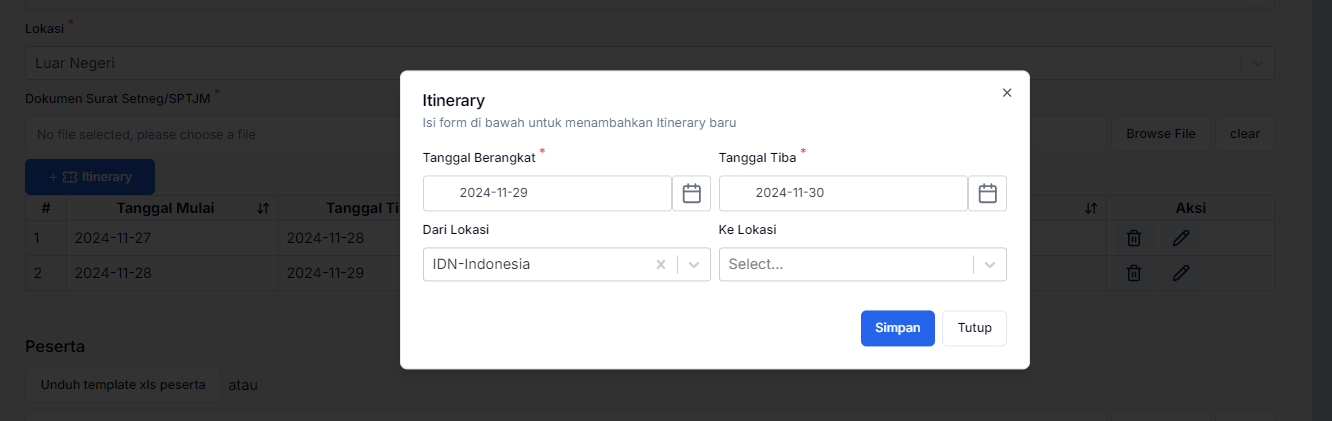 Lokasi *
Luar Negeri
Dokumen Surat Setneg/SPTJM *
No file selected, please choose a file
Browse File
clear
+ Itinerary
# Tanggal Mulai Tanggal Ti Aksi
1 2024-11-27 2024-11-28
2 2024-11-28 2024-11-29
Itinerary
Isi form di bawah untuk menambahkan Itinerary baru
Tanggal Berangkat * Tanggal Tiba *
2024-11-29 2024-11-30
Dari Lokasi Ke Lokasi
IDN-Indonesia Select...
Simpan Tutup
Peserta
Unduh template xls peserta atau